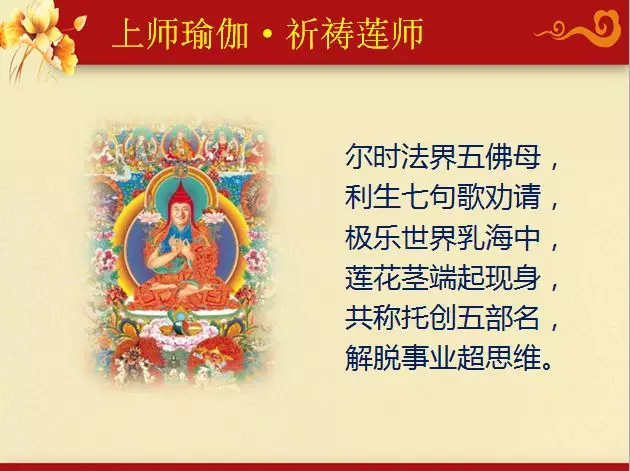 上师瑜伽·祈祷莲师
尔时法界五佛母，
利生七句歌劝请，
极乐世界乳海中，
莲花茎端起现身，
共称托创五部名，
解脱事业超思维。